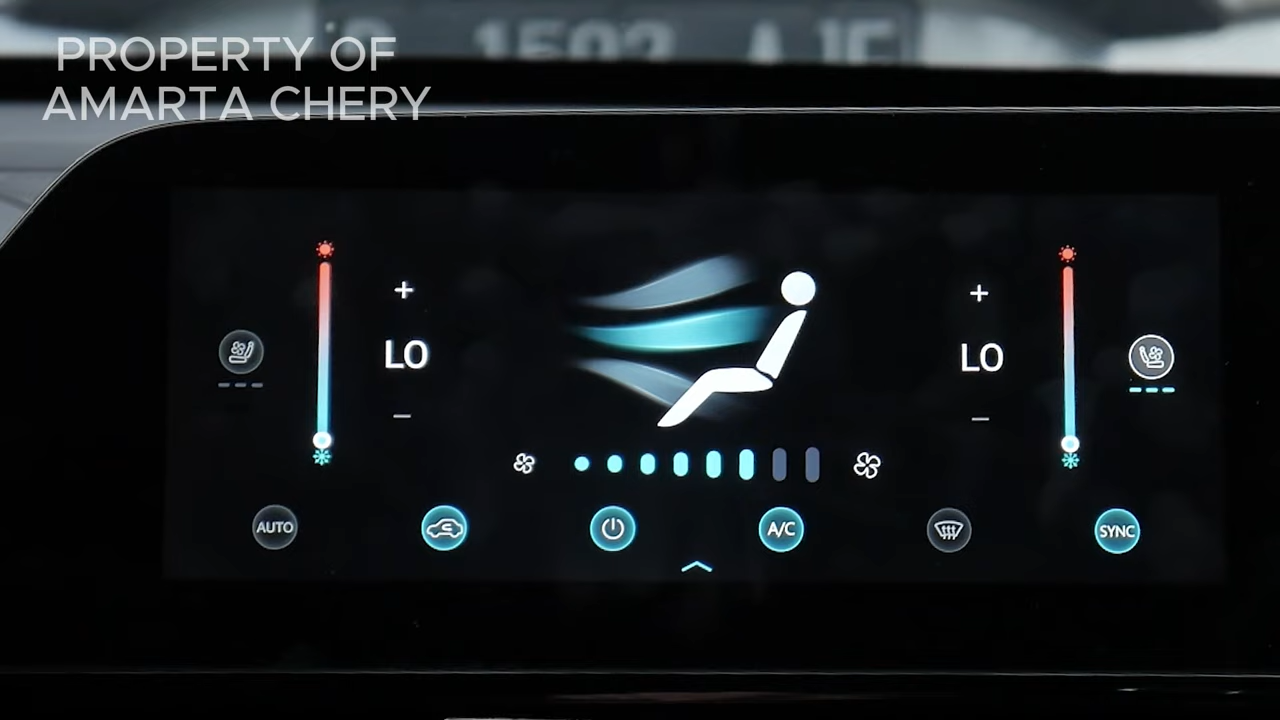 PROPERTY OF
AMARTA CHERY
LO
LO
AUTO
A/C
SYNC